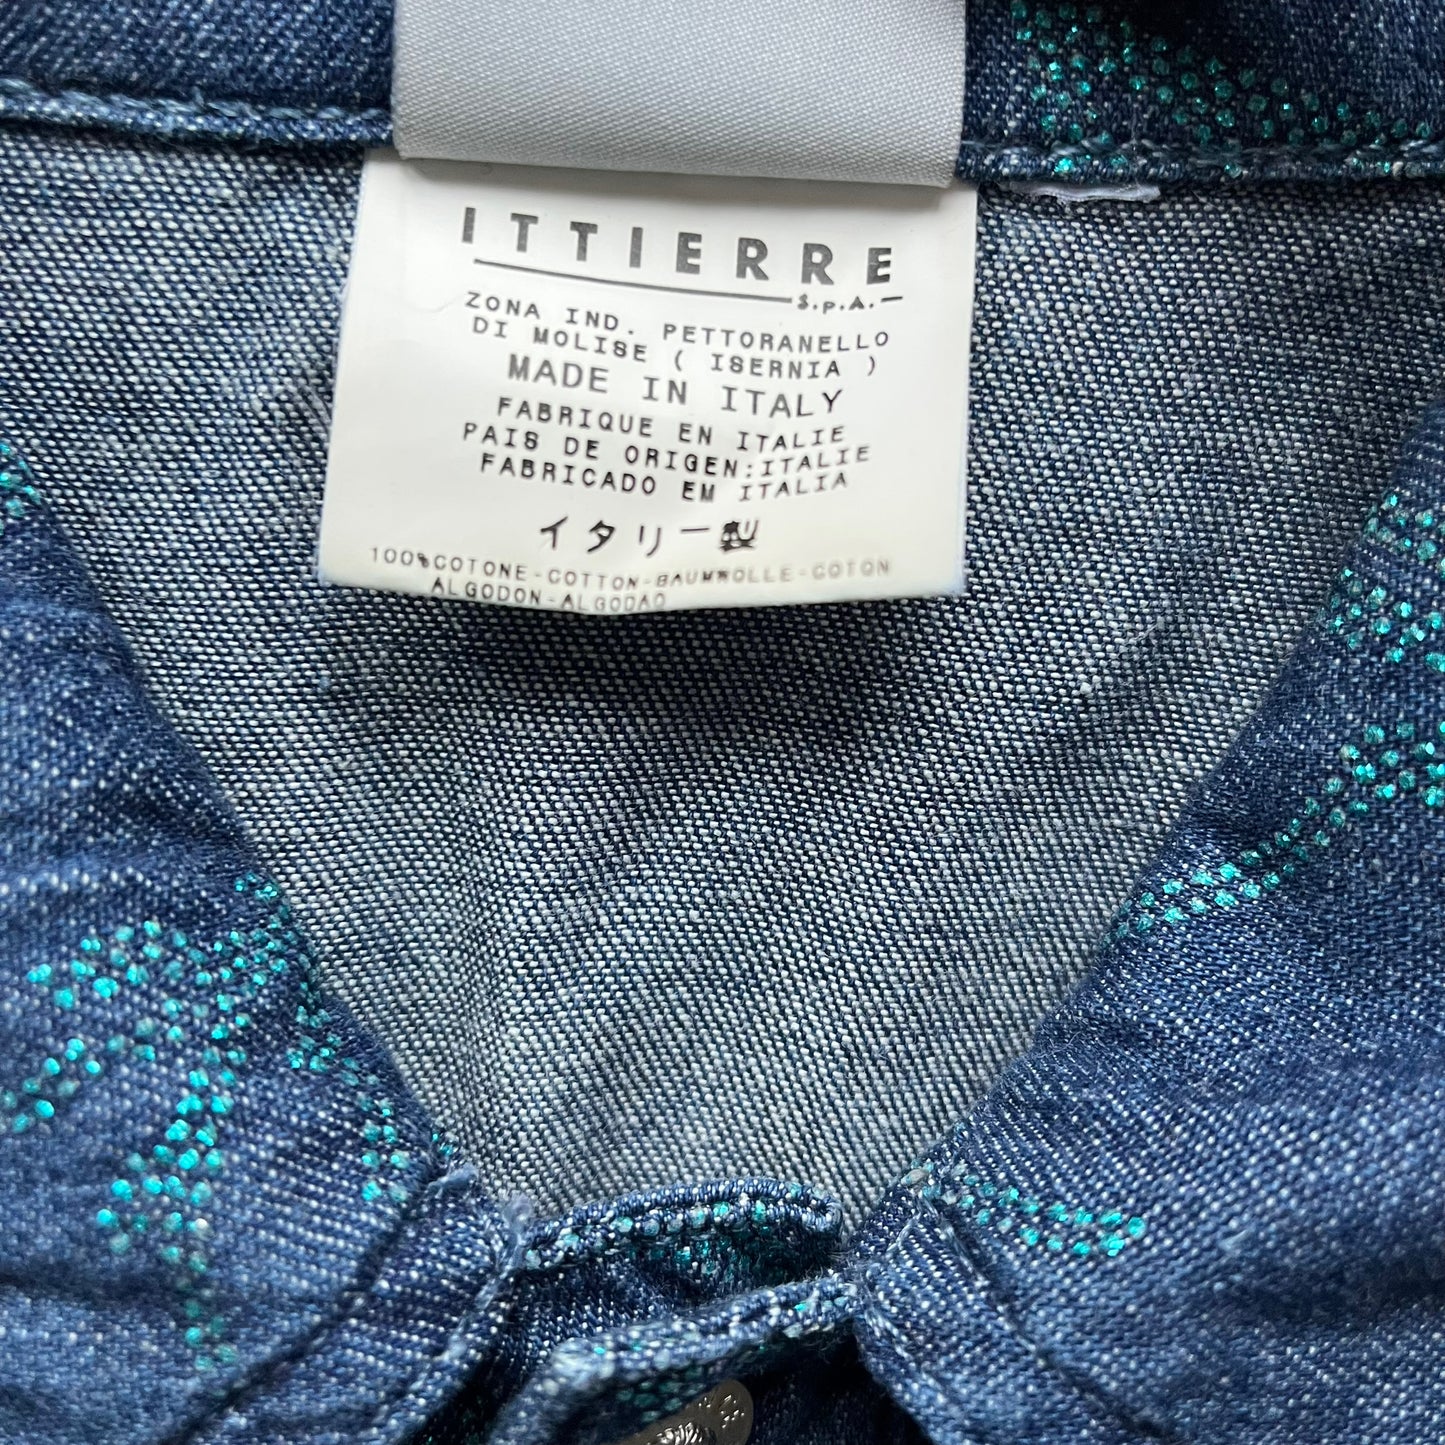 ITTIERRE
S.p.A.
ZONA IND. PETTORANELLO
DI MOLISE ( ISERNIA )
MADE IN ITALY
FABRIQUE EN ITALIE
PAIS DE ORIGEN:ITALIE
FABRICADO EM ITALIA
イタリー製
100%COTONE-COTTON-BAUMWOLLE-COTON
ALGODON-ALGODAO